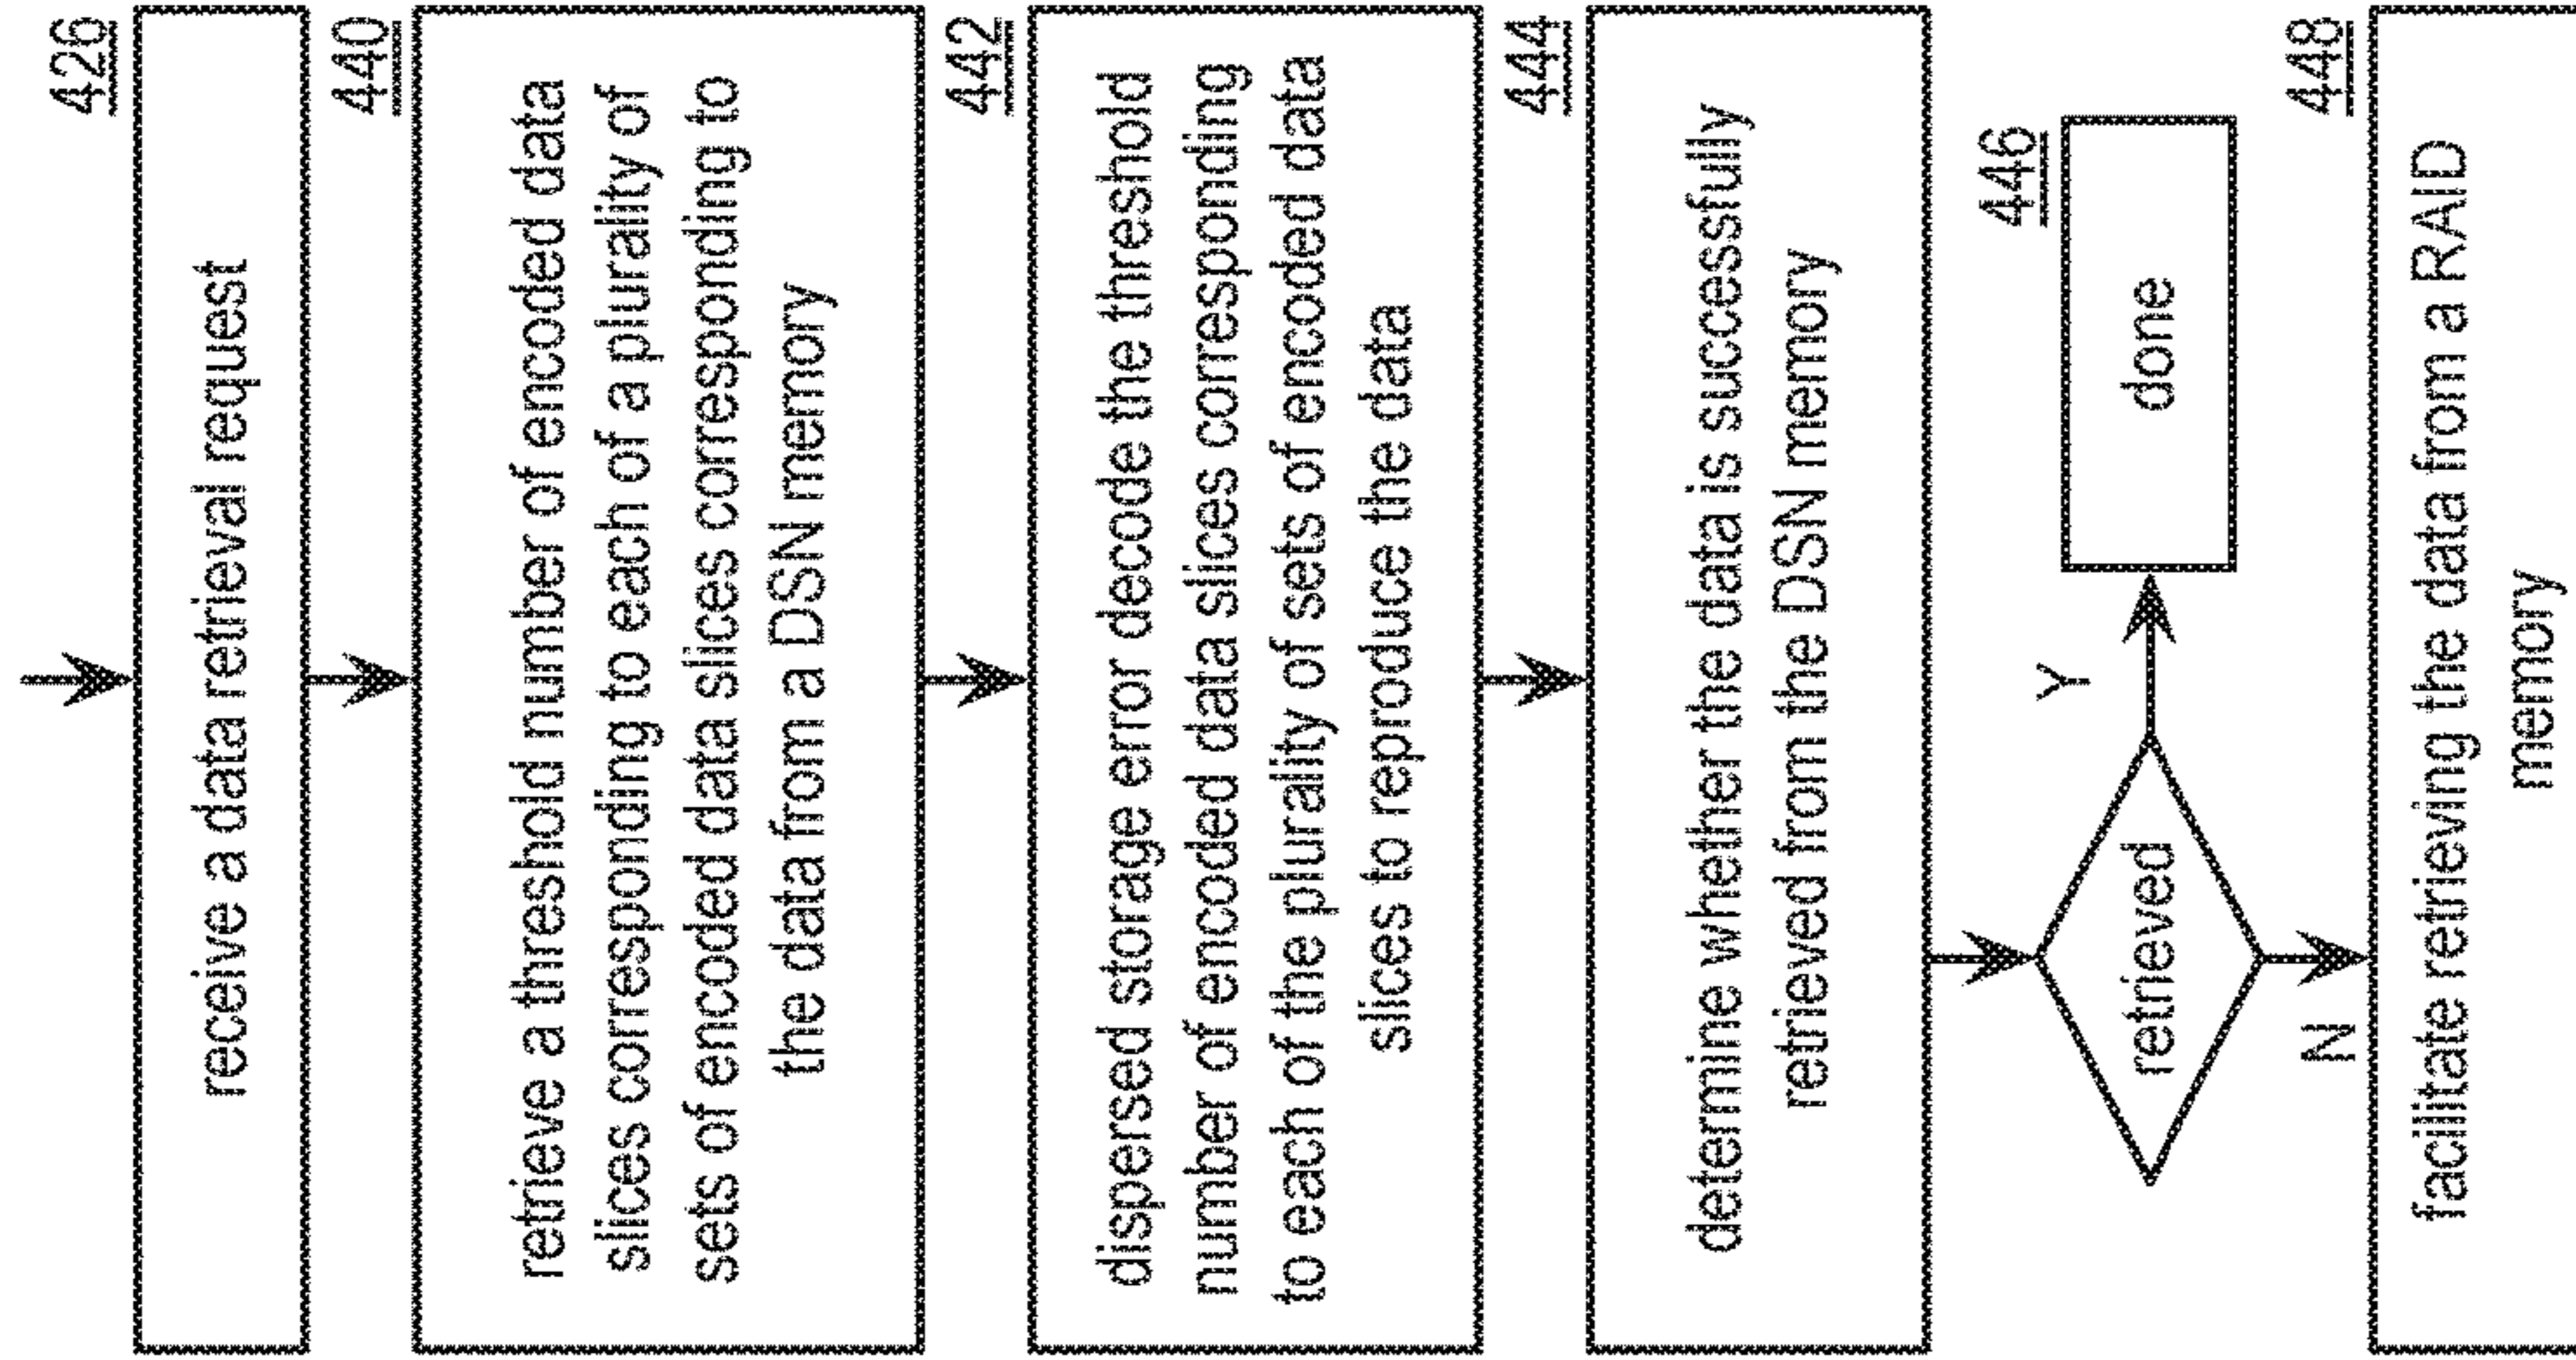 426
receive a data retrieval request
440
retrieve a threshold number of encoded data
slices corresponding to each of a plurality of
sets of encoded data slices corresponding to
the data from a DSN memory
442
dispersed storage error decode the threshold
number of encoded data slices corresponding
to each of the plurality of sets of encoded data
slices to reproduce the data
444
determine whether the data is successfully
retrieved from the DSN memory
446
retrieved
Y
done
N
448
facilitate retrieving the data from a RAID
memory